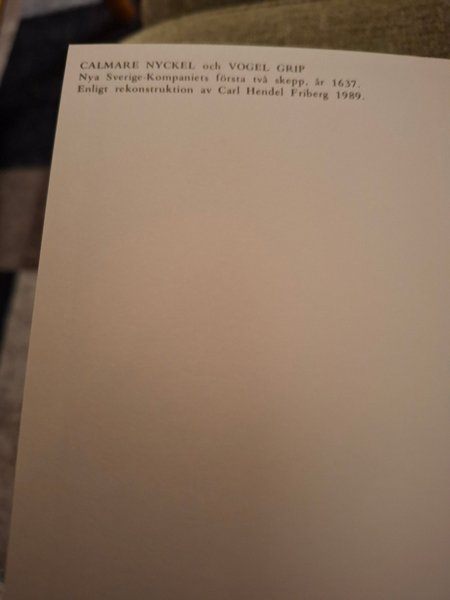 CALMARE NYCKEL och VOGEL GRIP
Nya Sverige-Kompaniets första två skepp, år 1637.
Enligt rekonstruktion av Carl Hendel Friberg 1989.